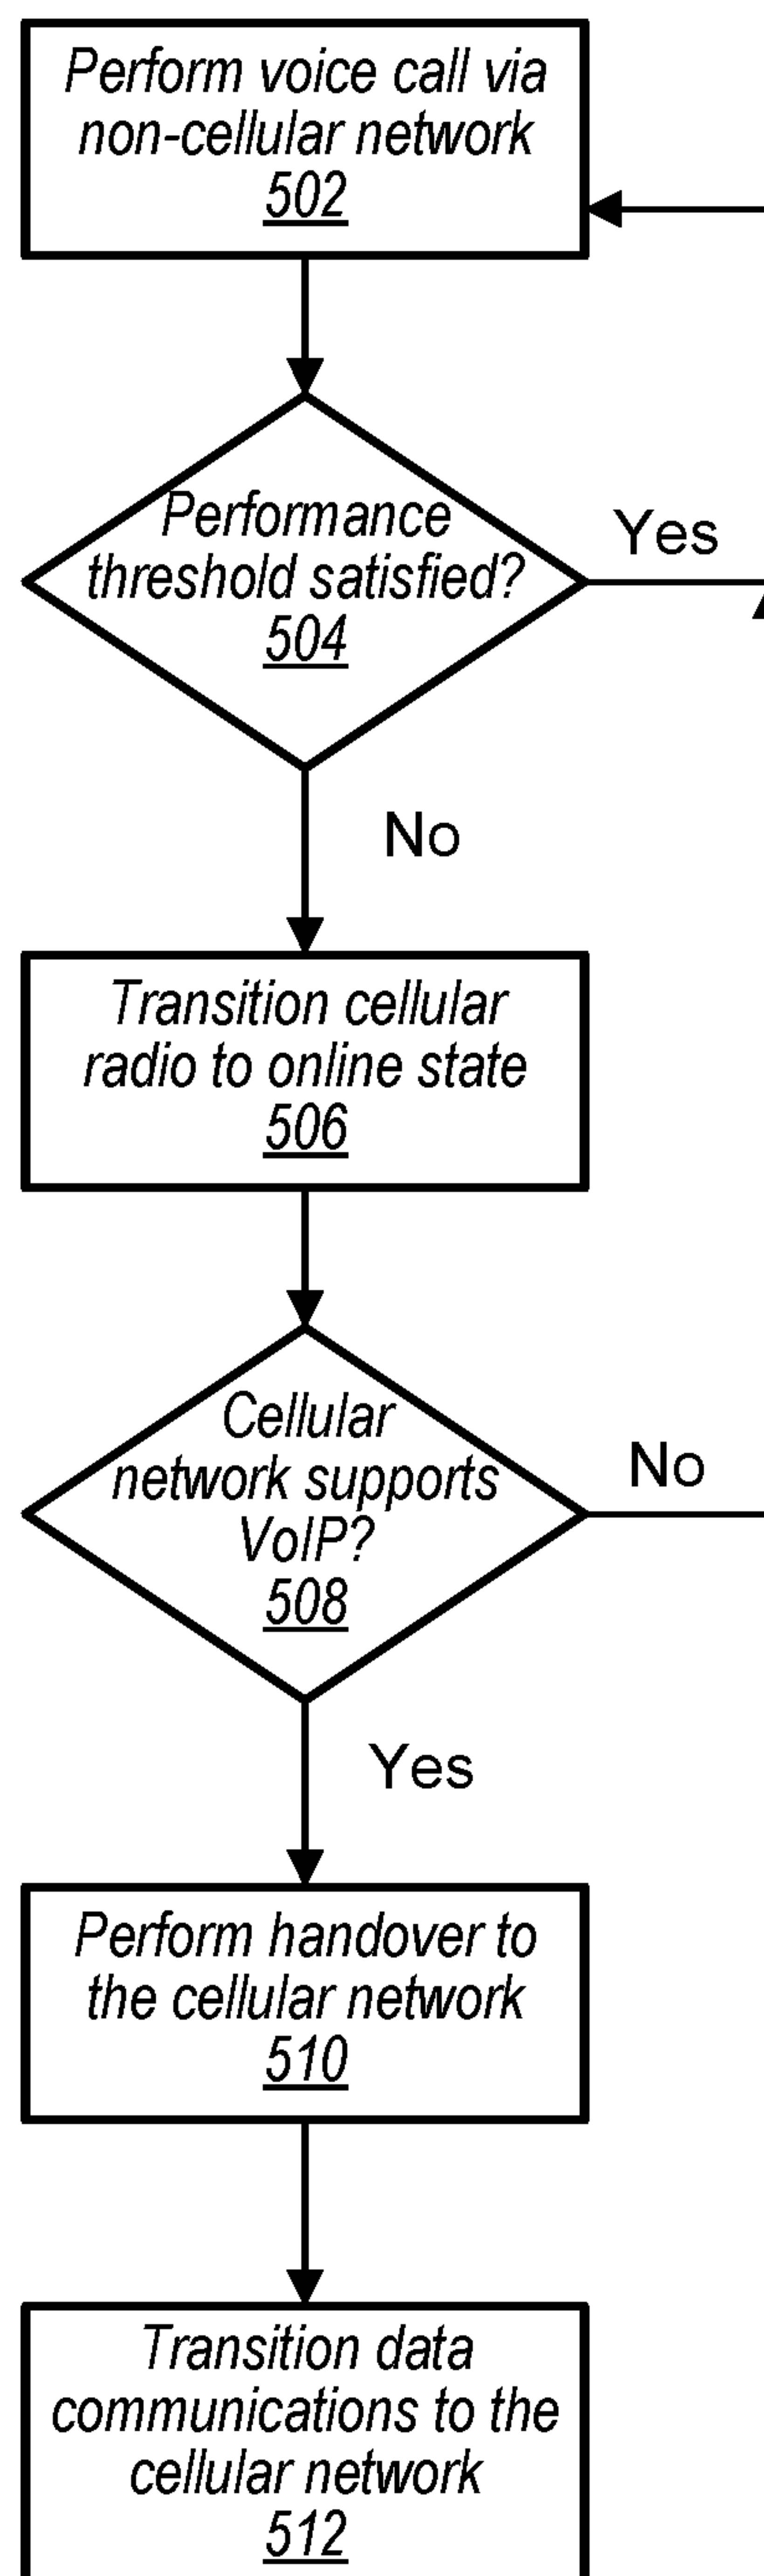 Perform voice call via
non-cellular network
502
Performance
threshold satisfied?
504
Yes
No
Transition cellular
radio to online state
506
Cellular
network supports
VoIP?
508
No
Yes
Perform handover to
the cellular network
510
Transition data
communications to the
cellular network
512